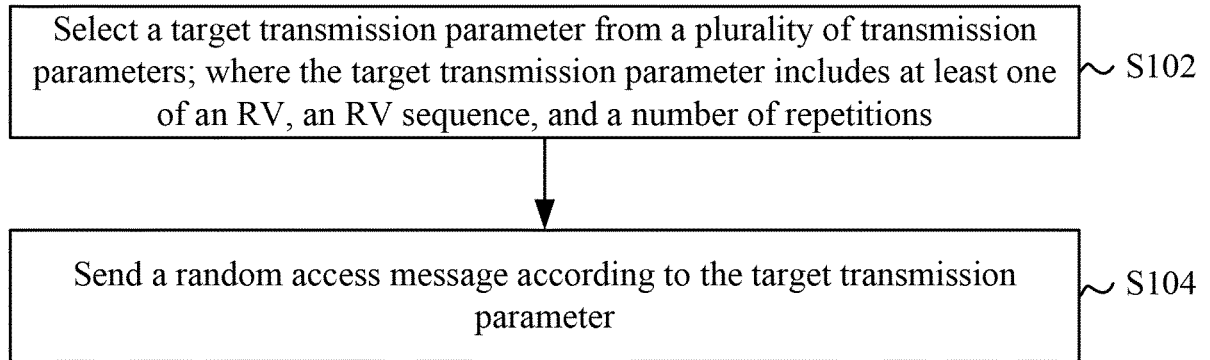 Select a target transmission parameter from a plurality of transmission
parameters; where the target transmission parameter includes at least one
of an RV, an RV sequence, and a number of repetitions
S102
Send a random access message according to the target transmission
parameter
S104